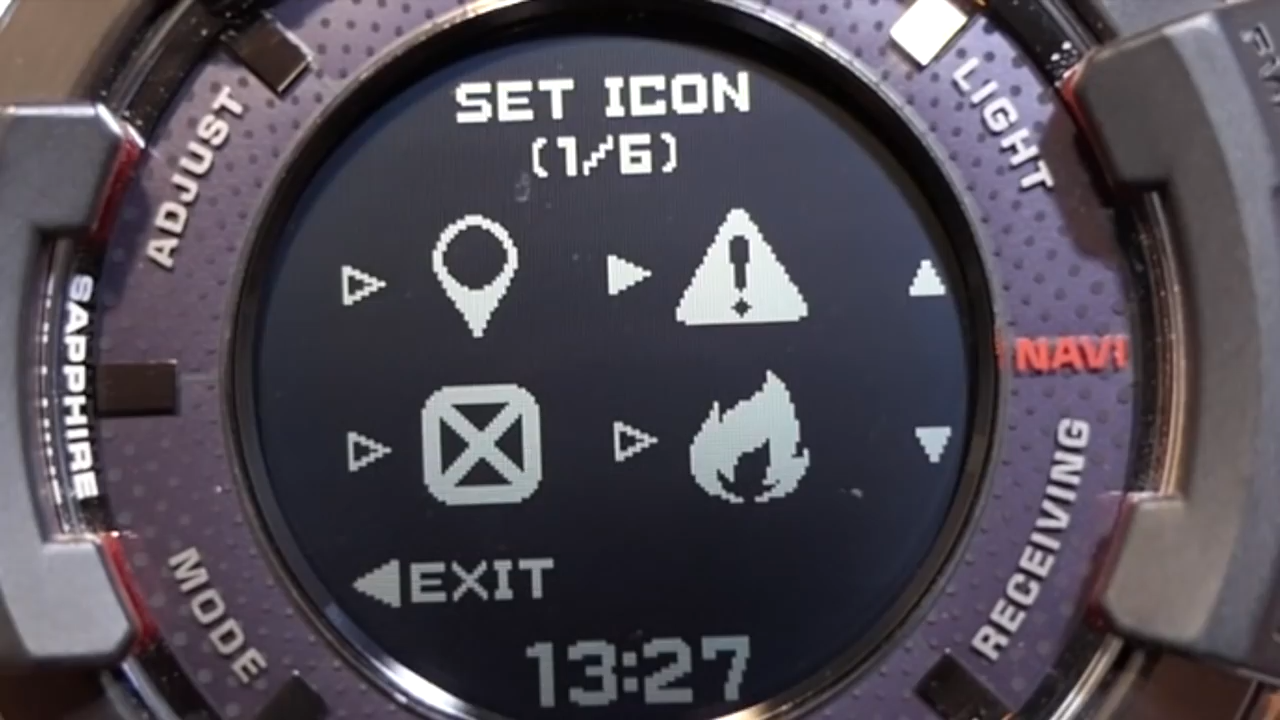 SET ICON
(1/6)
EXIT
13:27
ADJUST
LIGHT
SAPPHIRE
NAVI
MODE
RECEIVING